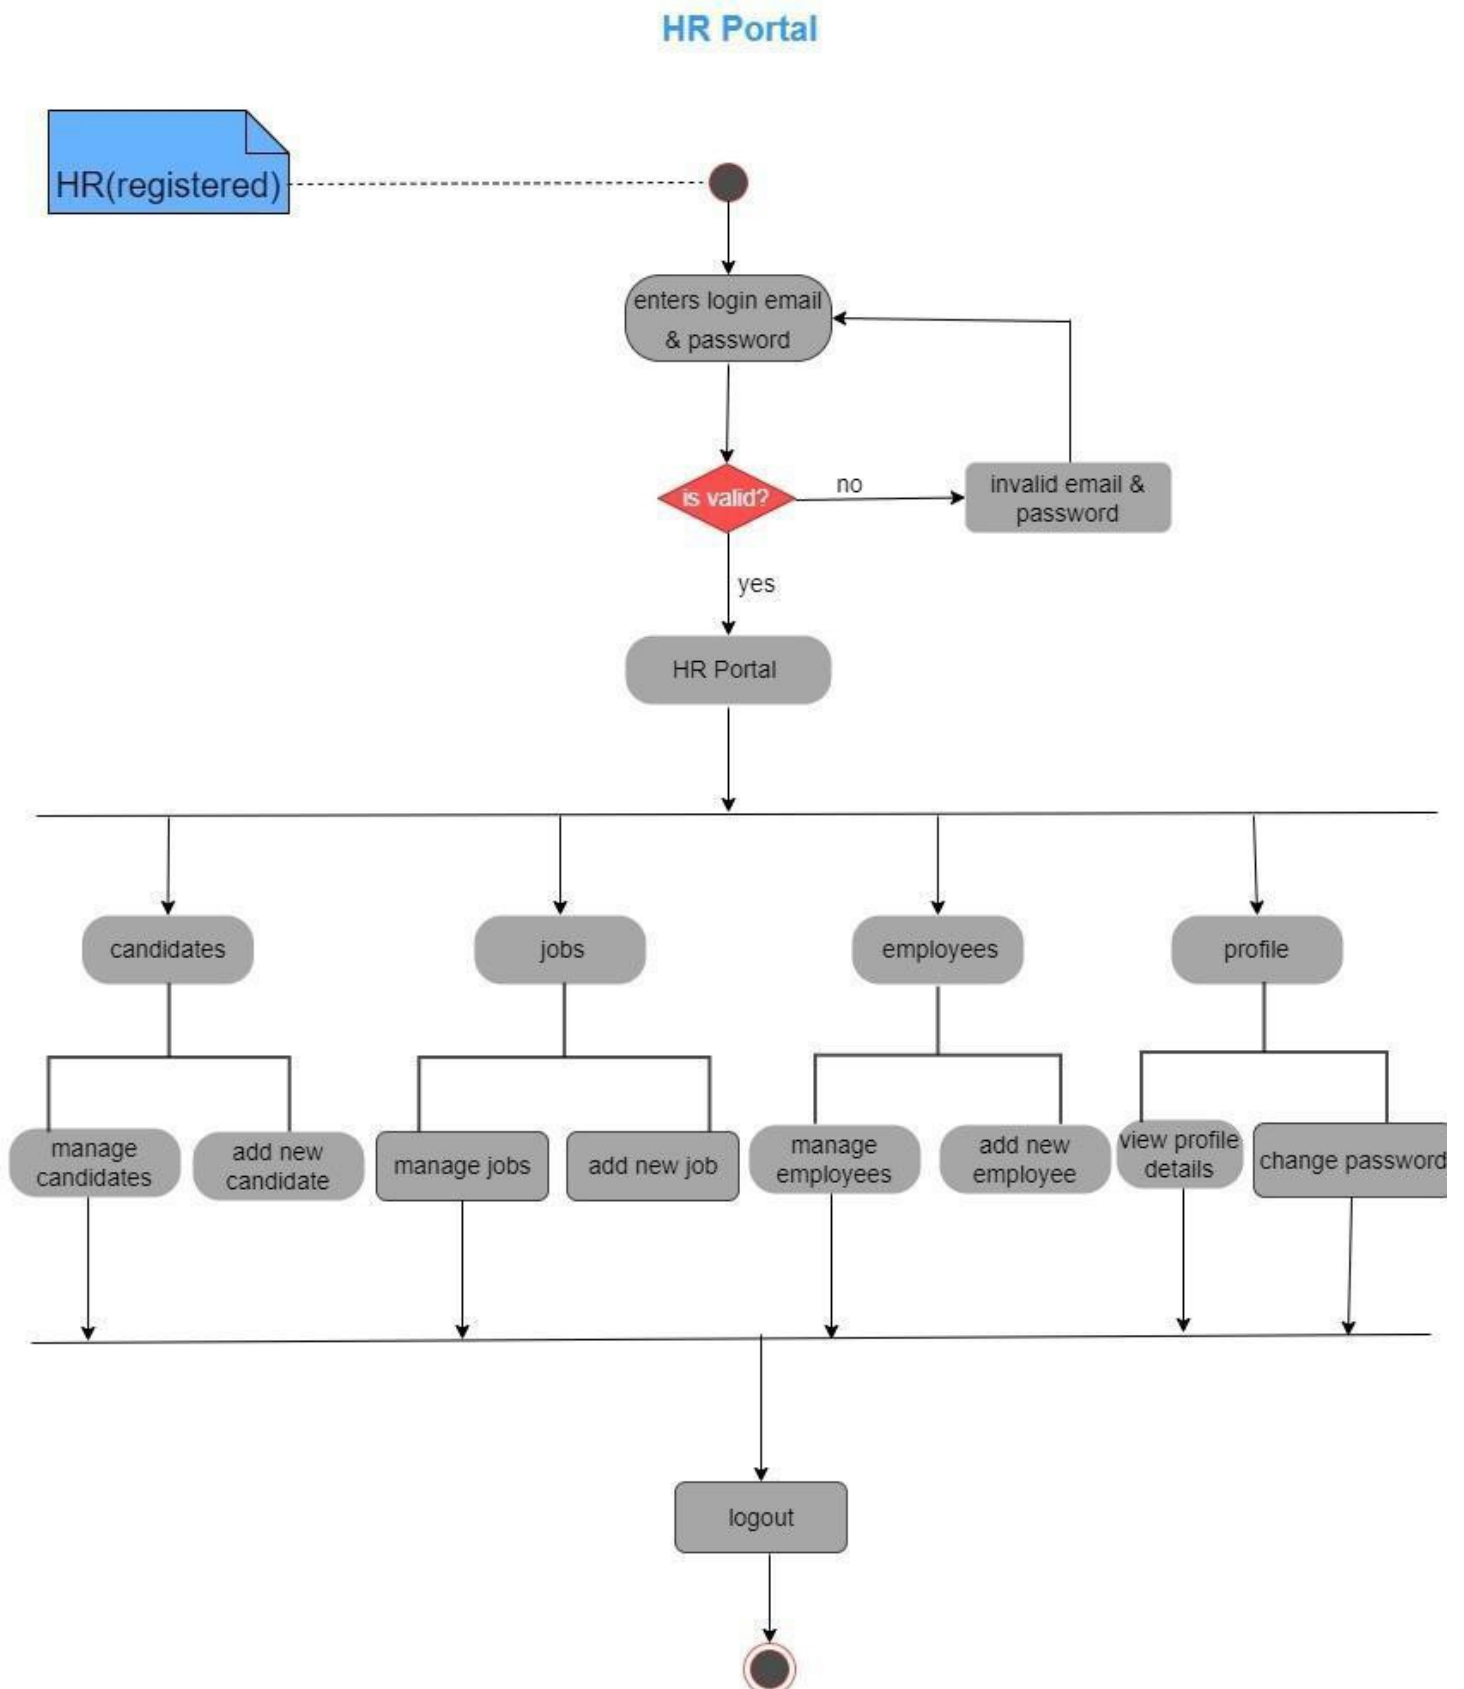 HR Portal
HR(registered)
enters login email
& password
is valid?
no
invalid email &
password
yes
HR Portal
candidates
jobs
employees
profile
manage
candidates
add new
candidate
manage jobs
add new job
manage
employees
add new
employee
view profile
details
change password
logout